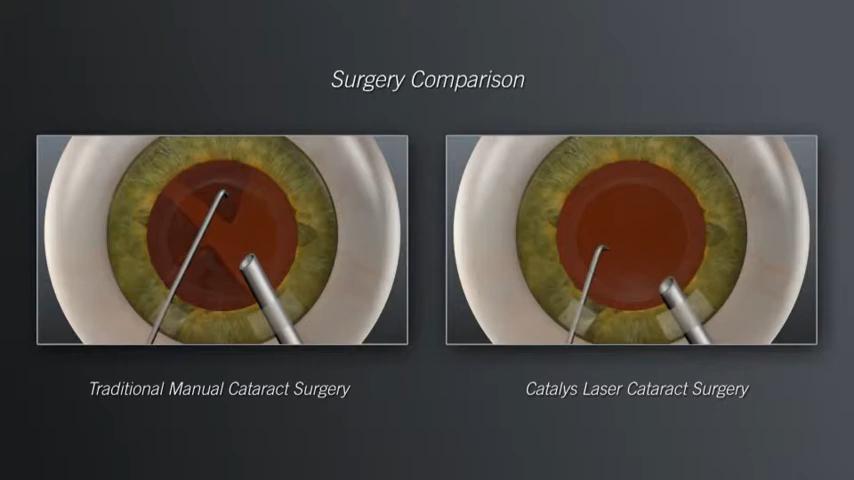 Surgery Comparison
Traditional Manual Cataract Surgery
Catalys Laser Cataract Surgery